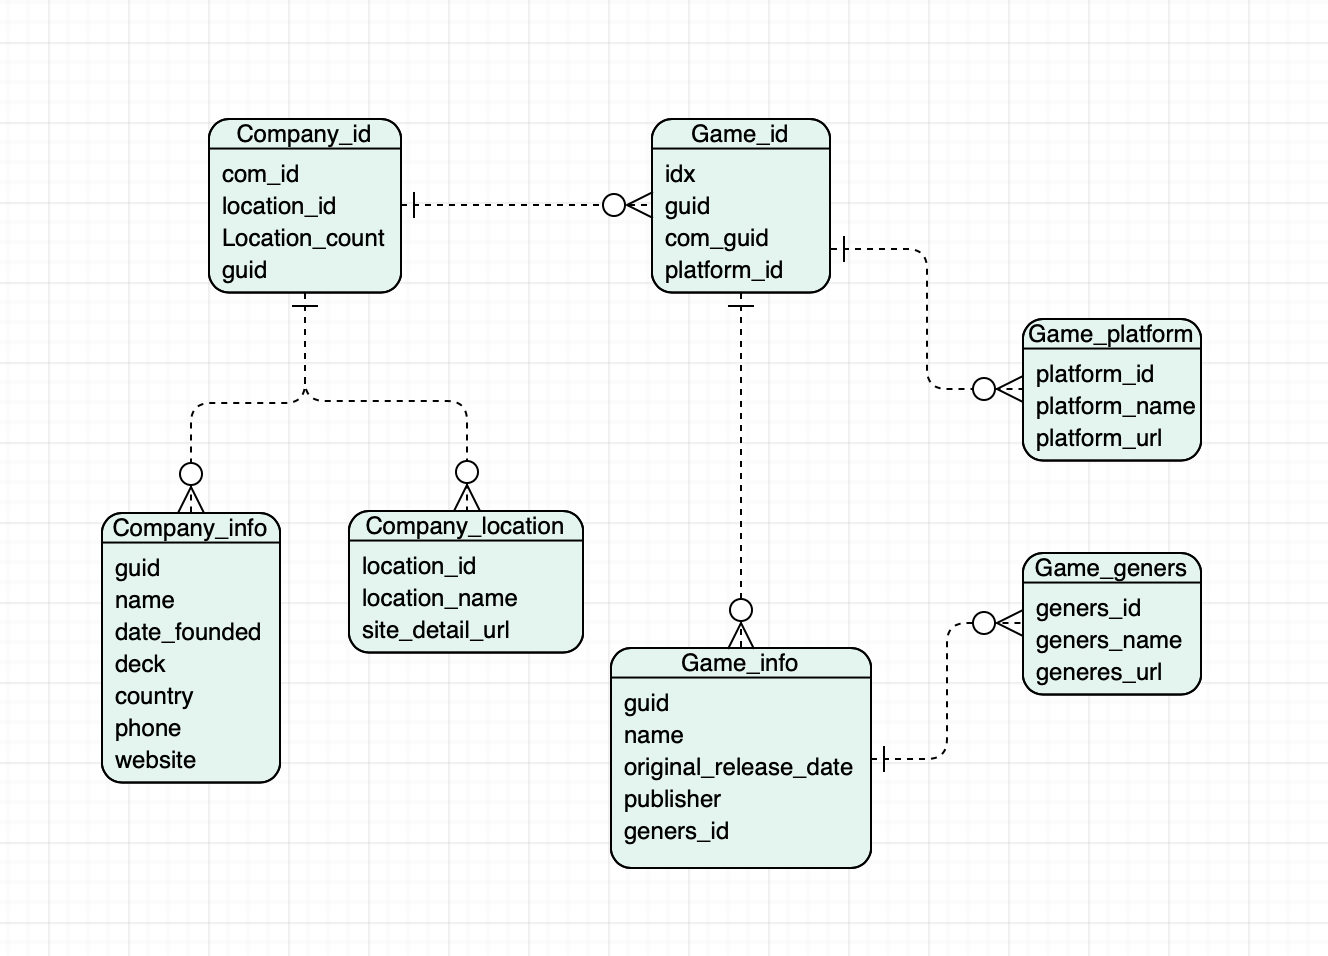 Company_id
com_id
location_id
Location_count
guid
Game_id
idx
guid
com_guid
platform_id
Game_platform
platform_id
platform_name
platform_url
Company_info
guid
name
date_founded
deck
country
phone
website
Company_location
location_id
location_name
site_detail_url
Game_info
guid
name
original_release_date
publisher
geners_id
Game_geners
geners_id
geners_name
generes_url